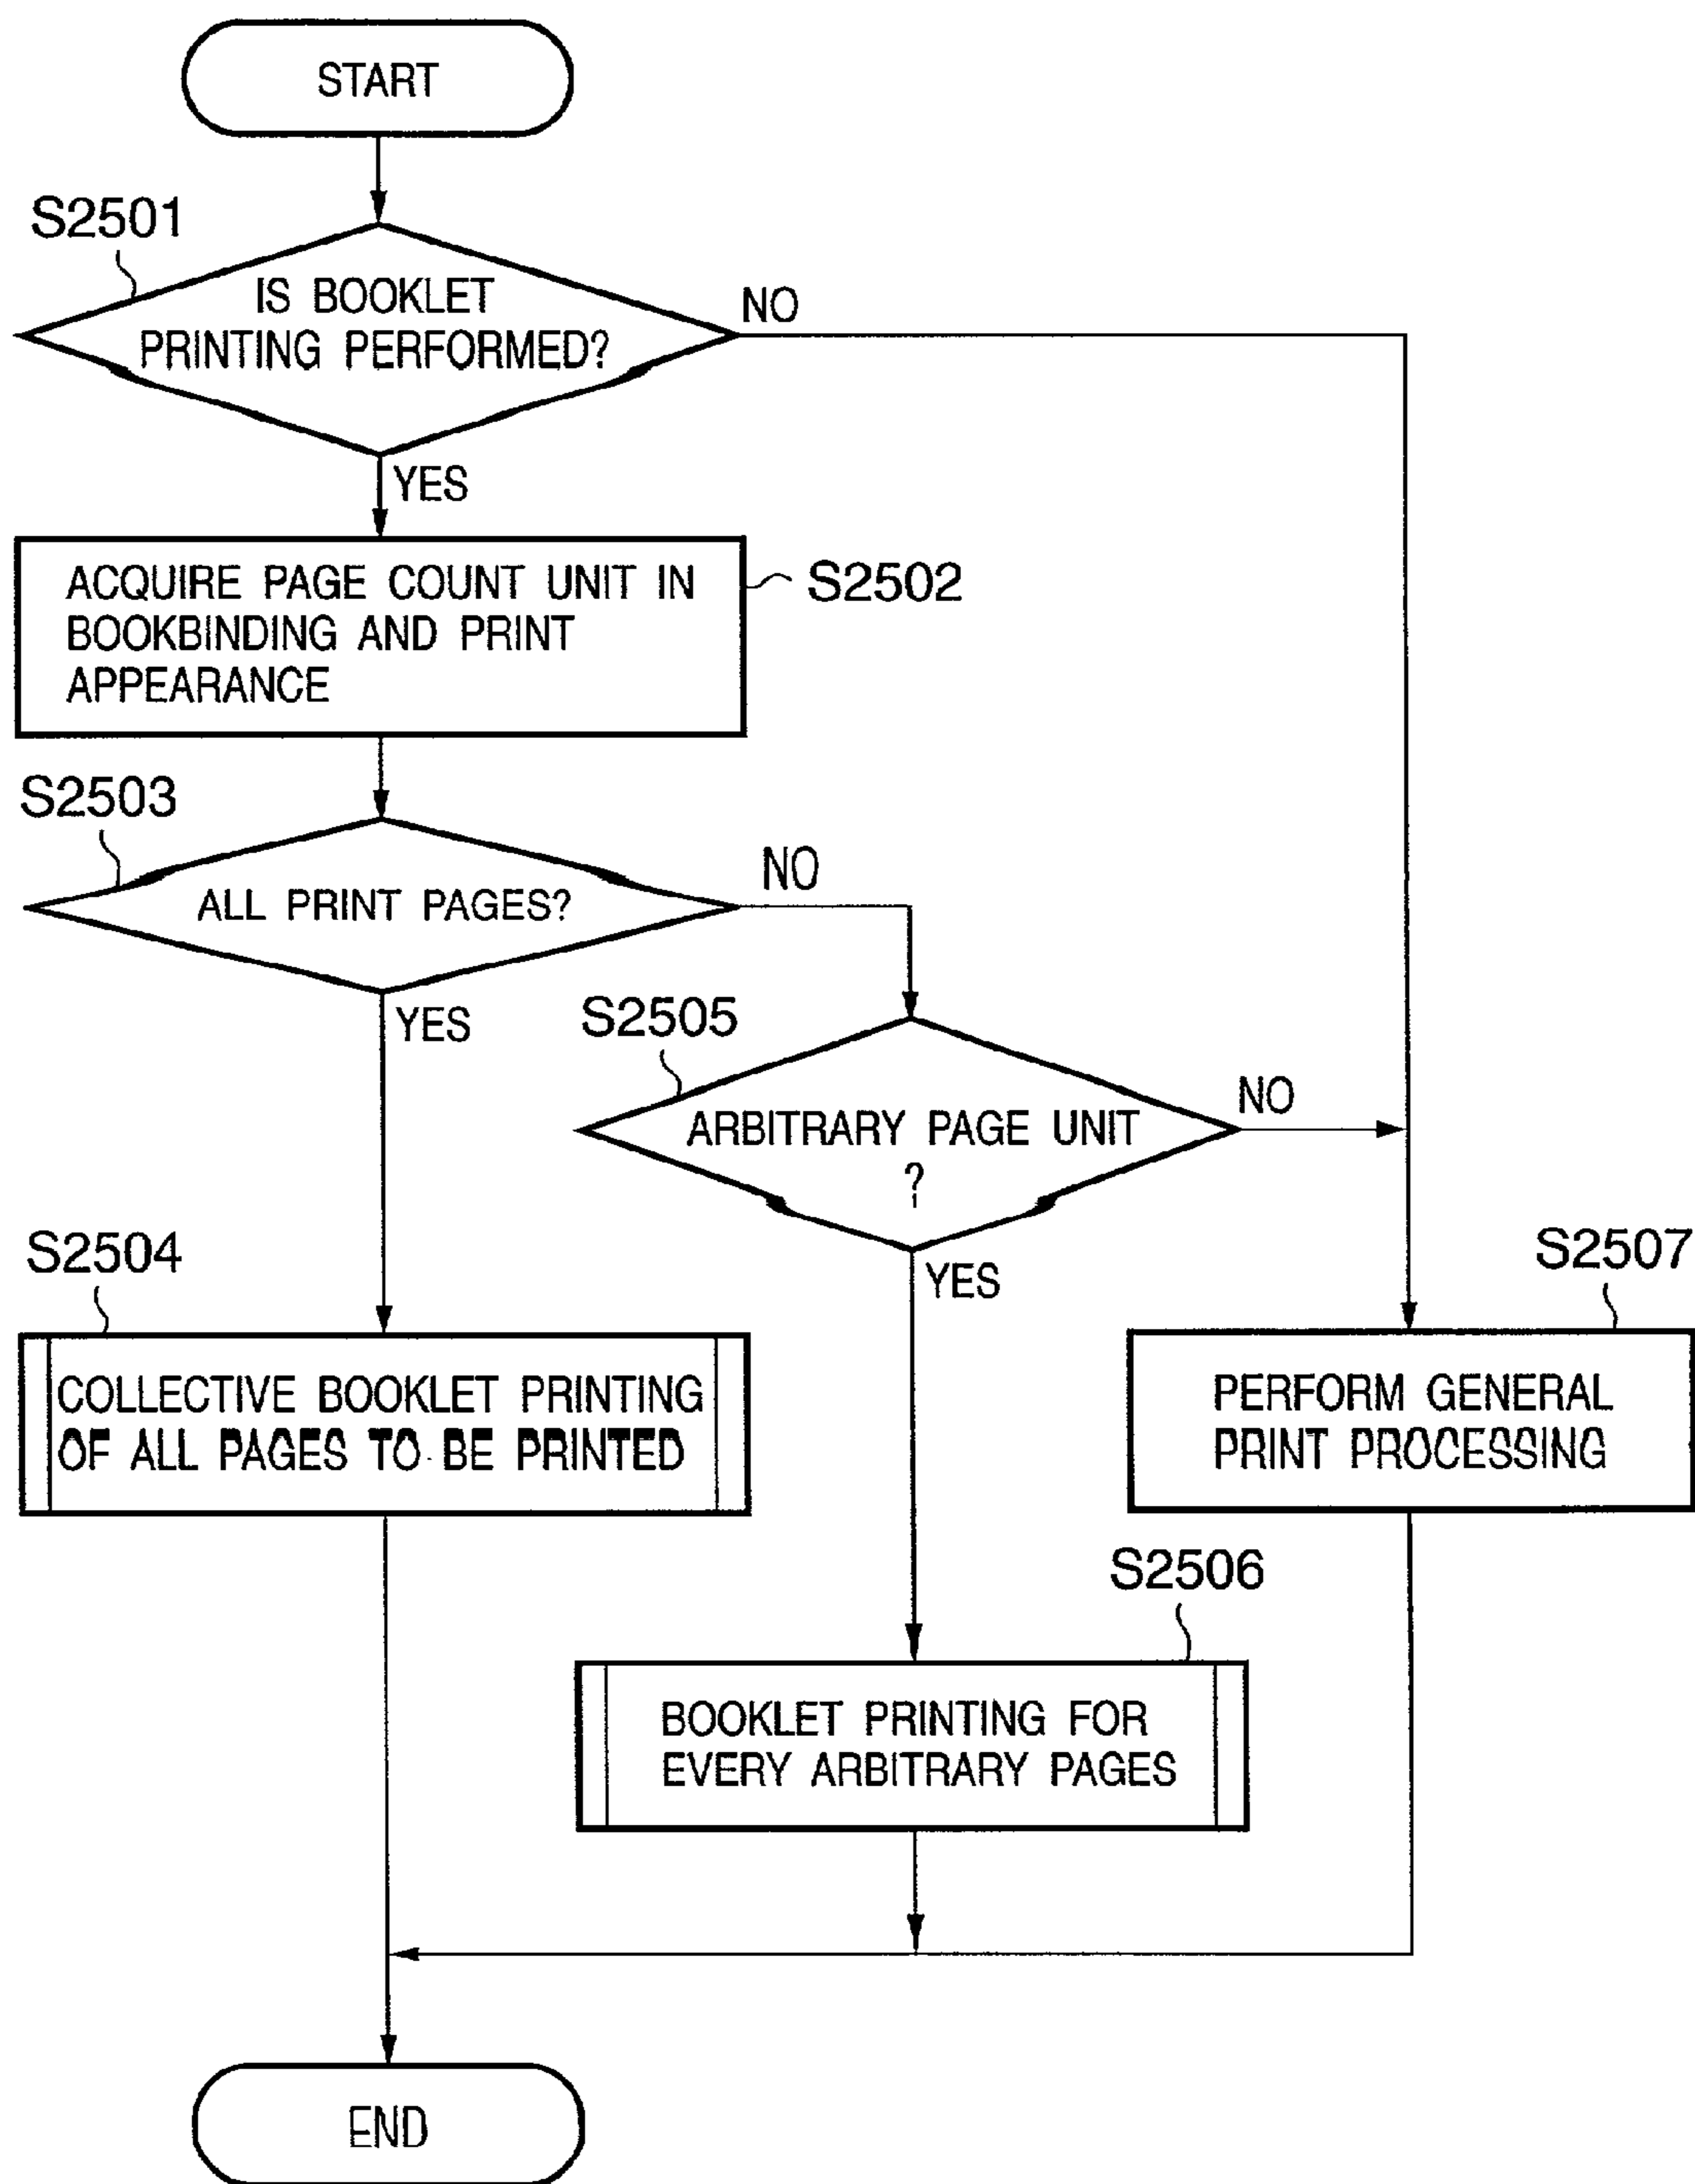 START
S2501
IS BOOKLET
PRINTING PERFORMED?
NO
YES
ACQUIRE PAGE COUNT UNIT IN
BOOKBINDING AND PRINT
APPEARANCE
S2502
S2503
ALL PRINT PAGES?
NO
YES
S2505
ARBITRARY PAGE UNIT
?
NO
YES
S2504
COLLECTIVE BOOKLET PRINTING
OF ALL PAGES TO BE PRINTED
S2507
PERFORM GENERAL
PRINT PROCESSING
S2506
BOOKLET PRINTING FOR
EVERY ARBITRARY PAGES
END